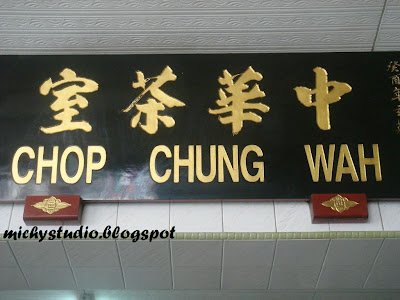 中華茶室
CHOP CHUNG WAH
michystudio.blogspot